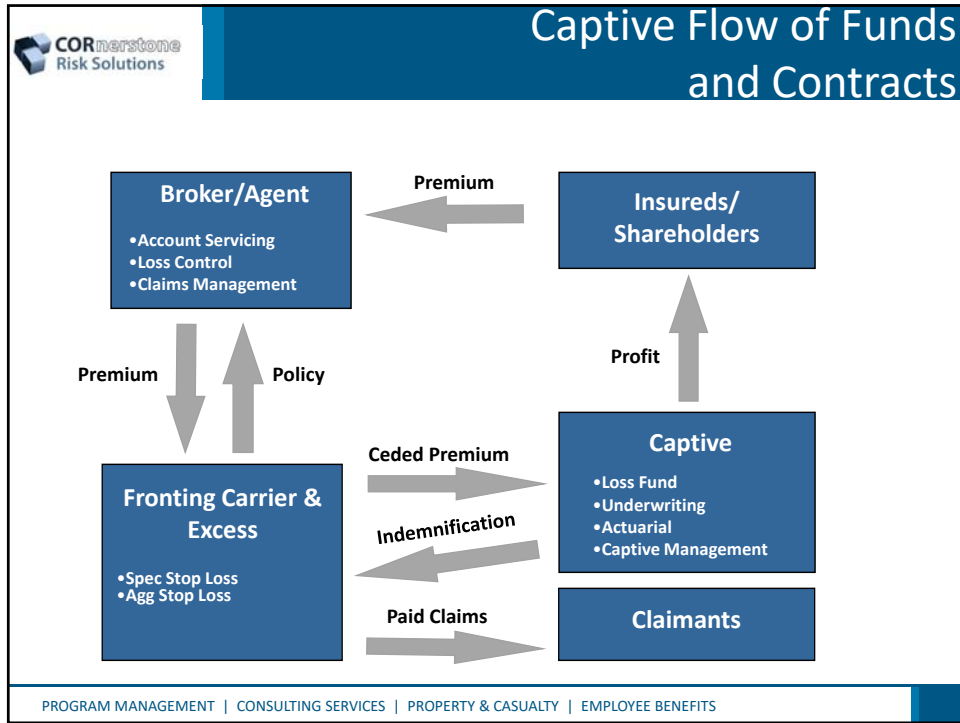 CORnerstone
Risk Solutions
Captive Flow of Funds
and Contracts
Broker/Agent
•Account Servicing
•Loss Control
•Claims Management
Premium
Insureds/
Shareholders
Premium
Policy
Profit
Fronting Carrier &
Excess
•Spec Stop Loss
•Agg Stop Loss
Ceded Premium
Indemnification
Paid Claims
Captive
•Loss Fund
•Underwriting
•Actuarial
•Captive Management
Claimants
PROGRAM MANAGEMENT | CONSULTING SERVICES | PROPERTY & CASUALTY | EMPLOYEE BENEFITS